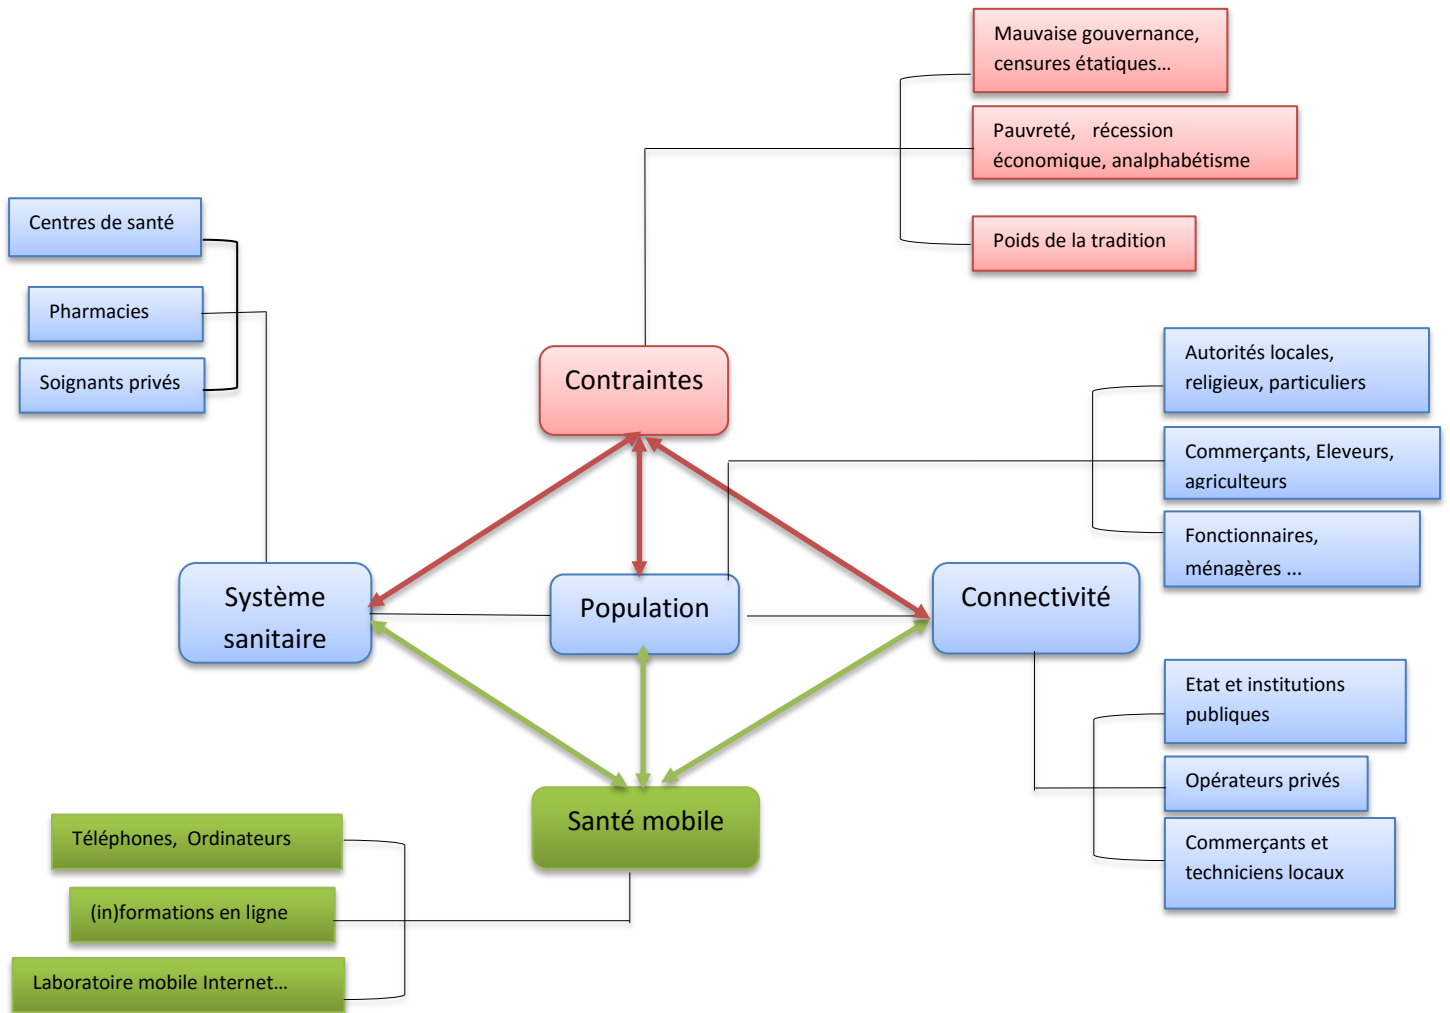 Mauvaise gouvernance,
censures étatiques...
Pauvreté, récession
économique, analphabétisme
Poids de la tradition
Centres de santé
Pharmacies
Soignants privés
Contraintes
Autorités locales,
religieux, particuliers
Commerçants, Eleveurs,
agriculteurs
Fonctionnaires,
ménagères ...
Système
sanitaire
Population
Connectivité
Etat et institutions
publiques
Opérateurs privés
Commerçants et
techniciens locaux
Santé mobile
Téléphones, Ordinateurs
(in)formations en ligne
Laboratoire mobile Internet...